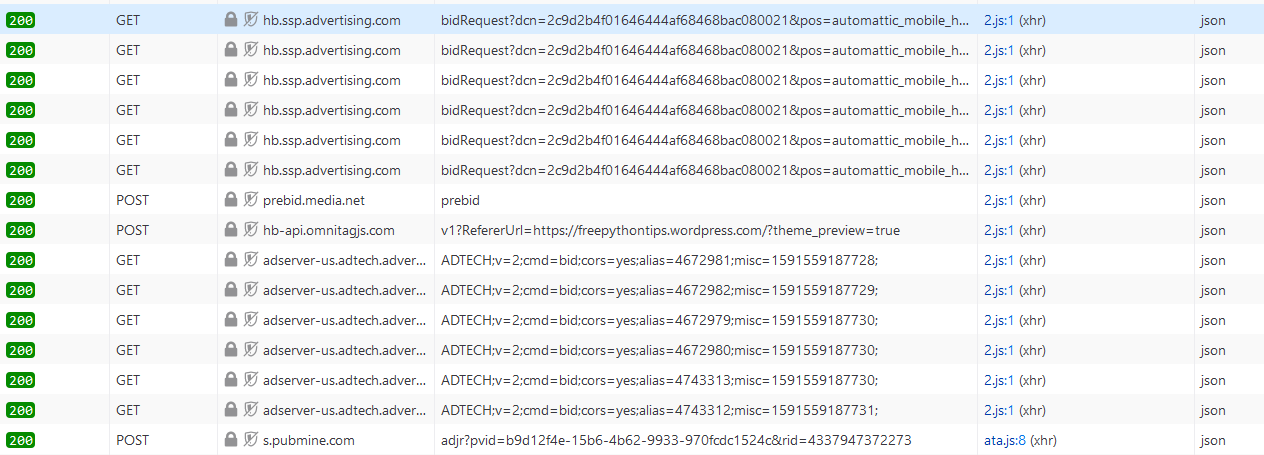 200 GET hb.ssp.advertising.com bidRequest?dcn=2c9d2b4f01646444af68468bac080021&pos=automattic_mobile_h... 2.js:1 (xhr) json
200 GET hb.ssp.advertising.com bidRequest?dcn=2c9d2b4f01646444af68468bac080021&pos=automattic_mobile_h... 2.js:1 (xhr) json
200 GET hb.ssp.advertising.com bidRequest?dcn=2c9d2b4f01646444af68468bac080021&pos=automattic_mobile_h... 2.js:1 (xhr) json
200 GET hb.ssp.advertising.com bidRequest?dcn=2c9d2b4f01646444af68468bac080021&pos=automattic_mobile_h... 2.js:1 (xhr) json
200 GET hb.ssp.advertising.com bidRequest?dcn=2c9d2b4f01646444af68468bac080021&pos=automattic_mobile_h... 2.js:1 (xhr) json
200 GET hb.ssp.advertising.com bidRequest?dcn=2c9d2b4f01646444af68468bac080021&pos=automattic_mobile_h... 2.js:1 (xhr) json
200 POST prebid.media.net prebid 2.js:1 (xhr) json
200 POST hb-api.omnitagjs.com v1?RefererUrl=https://freepythontips.wordpress.com/?theme_preview=true 2.js:1 (xhr) json
200 GET adserver-us.adtech.adver... ADTECH;v=2;cmd=bid;cors=yes;alias=4672981;misc=1591559187728; 2.js:1 (xhr) json
200 GET adserver-us.adtech.adver... ADTECH;v=2;cmd=bid;cors=yes;alias=4672982;misc=1591559187729; 2.js:1 (xhr) json
200 GET adserver-us.adtech.adver... ADTECH;v=2;cmd=bid;cors=yes;alias=4672979;misc=1591559187730; 2.js:1 (xhr) json
200 GET adserver-us.adtech.adver... ADTECH;v=2;cmd=bid;cors=yes;alias=4672980;misc=1591559187730; 2.js:1 (xhr) json
200 GET adserver-us.adtech.adver... ADTECH;v=2;cmd=bid;cors=yes;alias=4743313;misc=1591559187730; 2.js:1 (xhr) json
200 GET adserver-us.adtech.adver... ADTECH;v=2;cmd=bid;cors=yes;alias=4743312;misc=1591559187731; 2.js:1 (xhr) json
200 POST s.pubmine.com adjr?pvid=b9d12f4e-15b6-4b62-9933-970fcdc1524c&rid=4337947372273 ata.js:8 (xhr) json